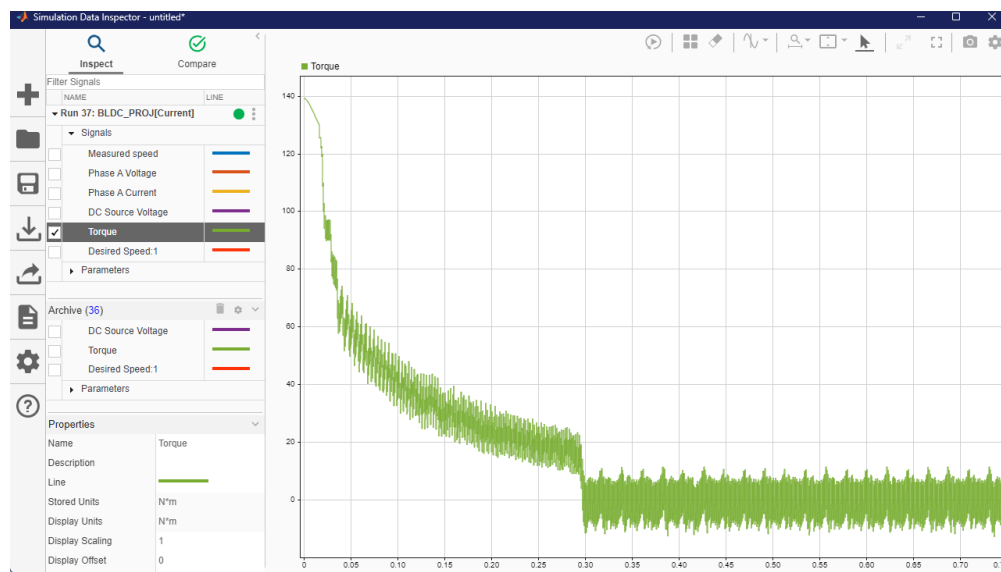 Simulation Data Inspector - untitled*
Inspect
Compare
Filter Signals
NAME LINE
Run 37: BLDC_PROJ[Current]
Signals
Measured speed
Phase A Voltage
Phase A Current
DC Source Voltage
Torque
Desired Speed:1
Parameters
Archive (36)
DC Source Voltage
Torque
Desired Speed:1
Parameters
Properties
Name Torque
Description
Line
Stored Units N*m
Display Units N*m
Display Scaling 1
Display Offset 0
Torque
140
120
100
80
60
40
20
0
0 0.05 0.10 0.15 0.20 0.25 0.30 0.35 0.40 0.45 0.50 0.55 0.60 0.65 0.70